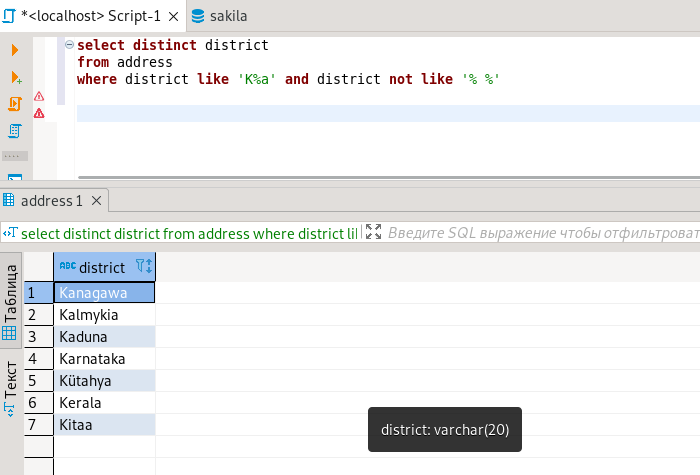 *<localhost> Script-1
sakila
select distinct district
from address
where district like 'K%a' and district not like '% %'
address 1
select distinct district from address where district lil
Введите SQL выражение чтобы отфильтроват
Таблица
Текст
ABC district
1 Kanagawa
2 Kalmykia
3 Kaduna
4 Karnataka
5 Kütahya
6 Kerala
7 Kitaa
district: varchar(20)